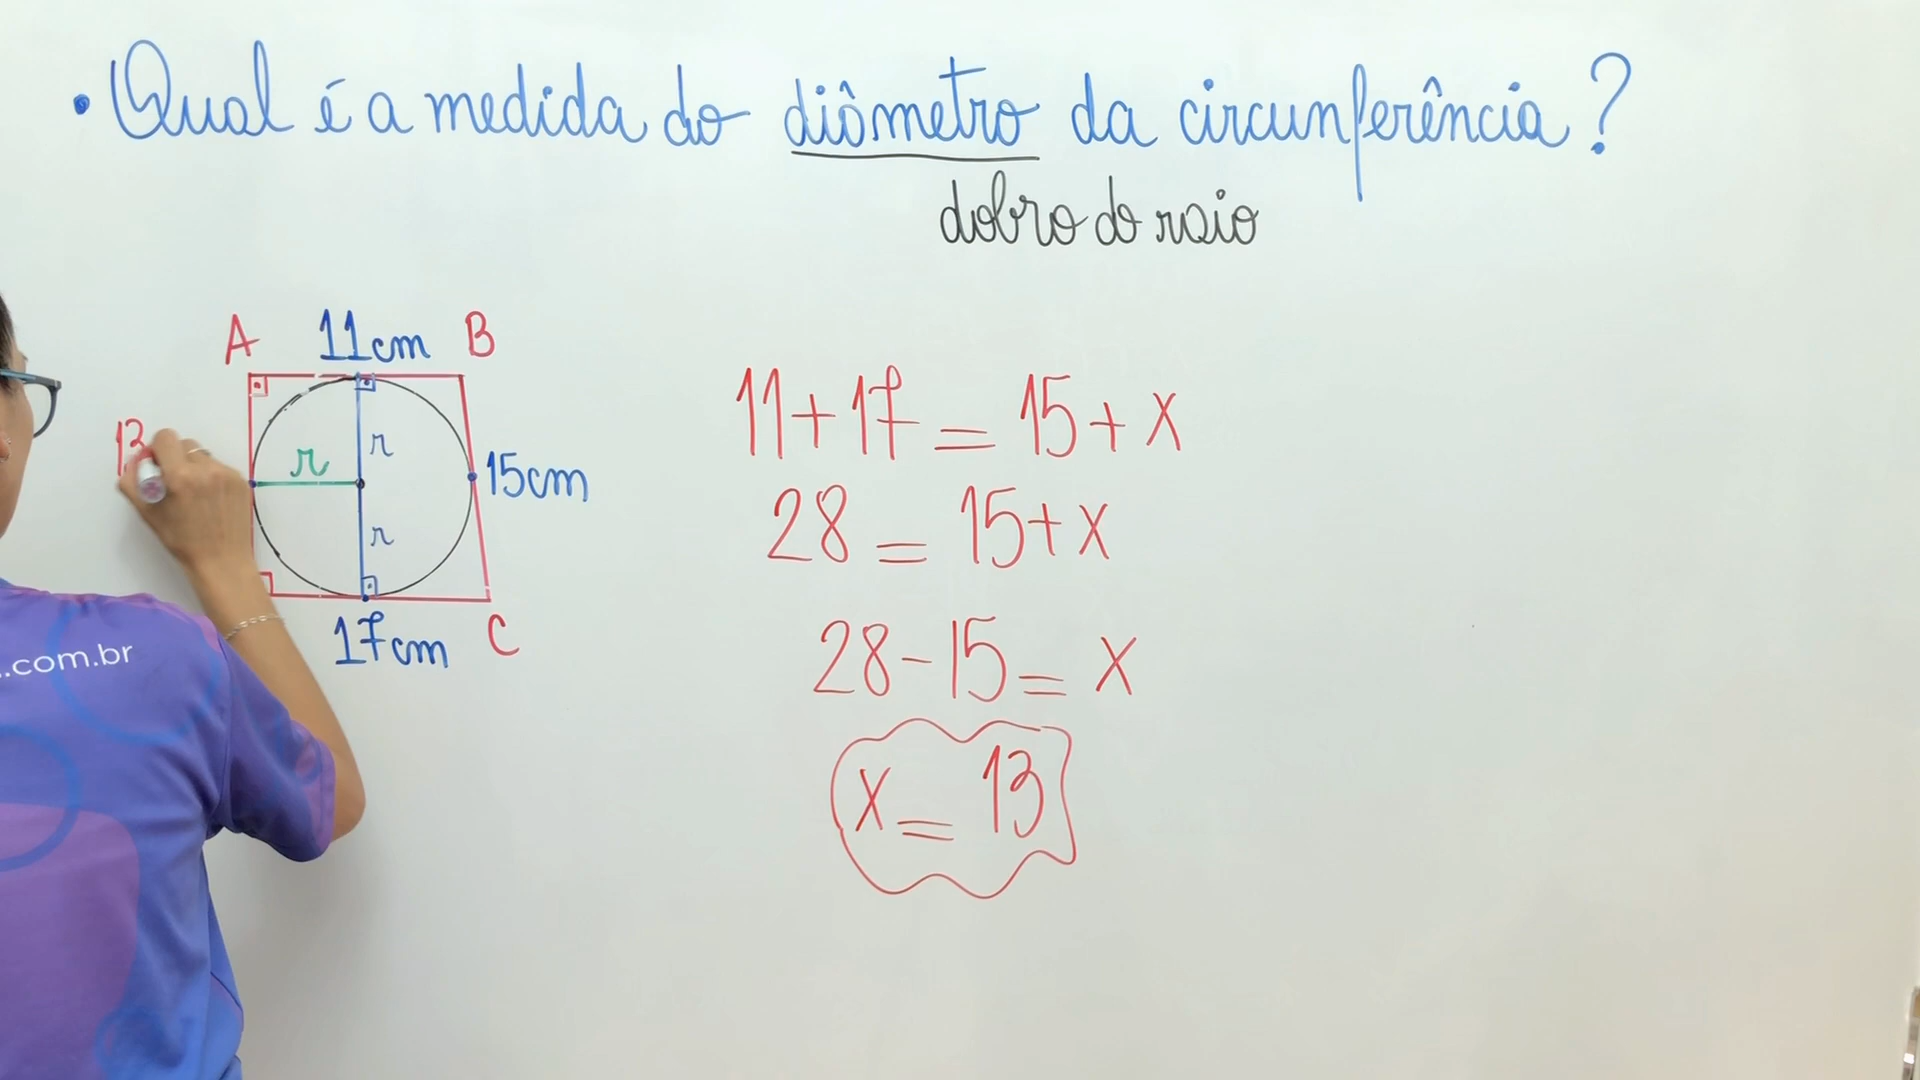 • Qual é a medida do diâmetro da circunferência?
dobro do raio
A 11cm B
13
r r
15cm
r
17cm C
11+17=15+x
28=15+x
28-15=x
x=13
.com.br